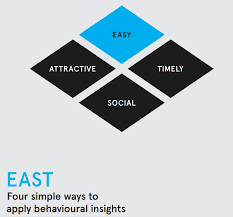 EASY
ATTRACTIVE
TIMELY
SOCIAL
EAST
Four simple ways to
apply behavioural insights